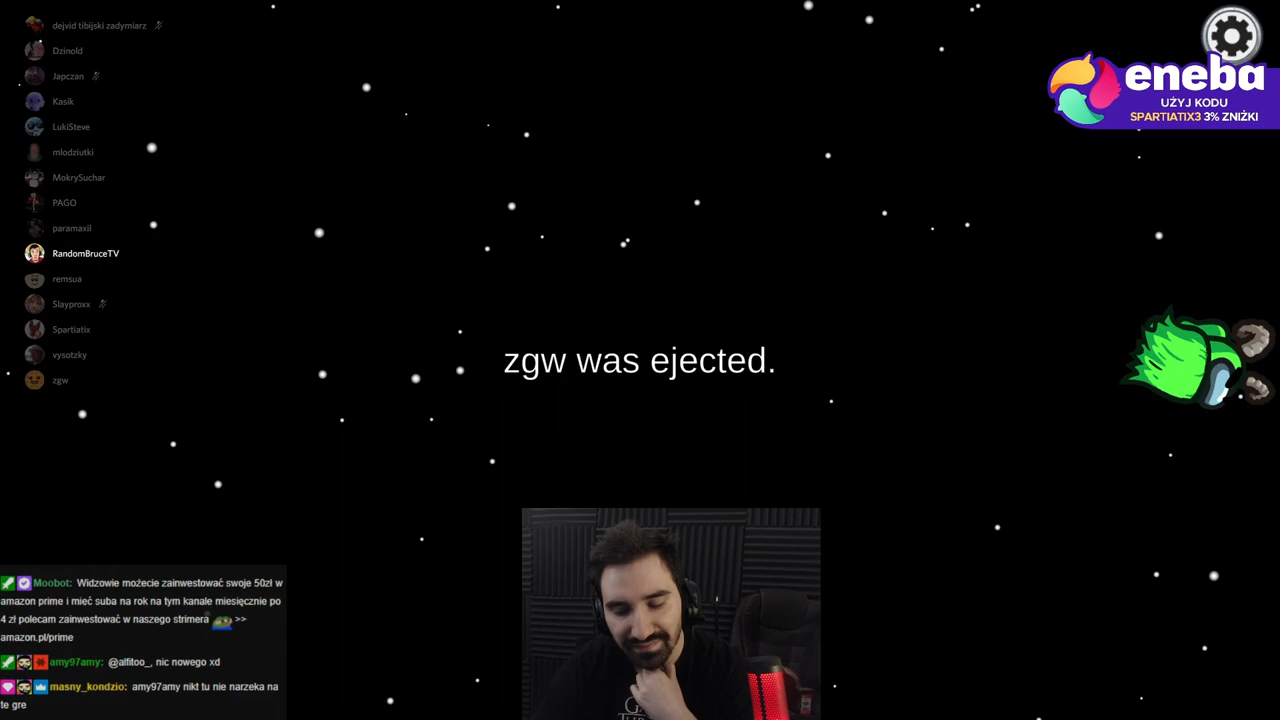 dejvid tibijski zadymiarz
Dzinold
Japczan
Kasik
LukiSteve
młodziutki
MokrySuchar
PAGO
paramaxil
RandomBruceTV
remsua
Slayproxx
Spartiatix
vysotzky
zgw
eneba
UŻYJ KODU
SPARTIATIX3 3% ZNIŻKI
zgw was ejected.
Moobot: Widzowie możecie zainwestować swoje 50zł w
amazon prime i mieć suba na rok na tym kanale miesięcznie po
4 zł polecam zainwestować w naszego strimera >>
amazon.pl/prime
amy97amy: @alfitoo_, nic nowego xd
masny_kondzio: amy97amy nikt tu nie narzeka na
te gre